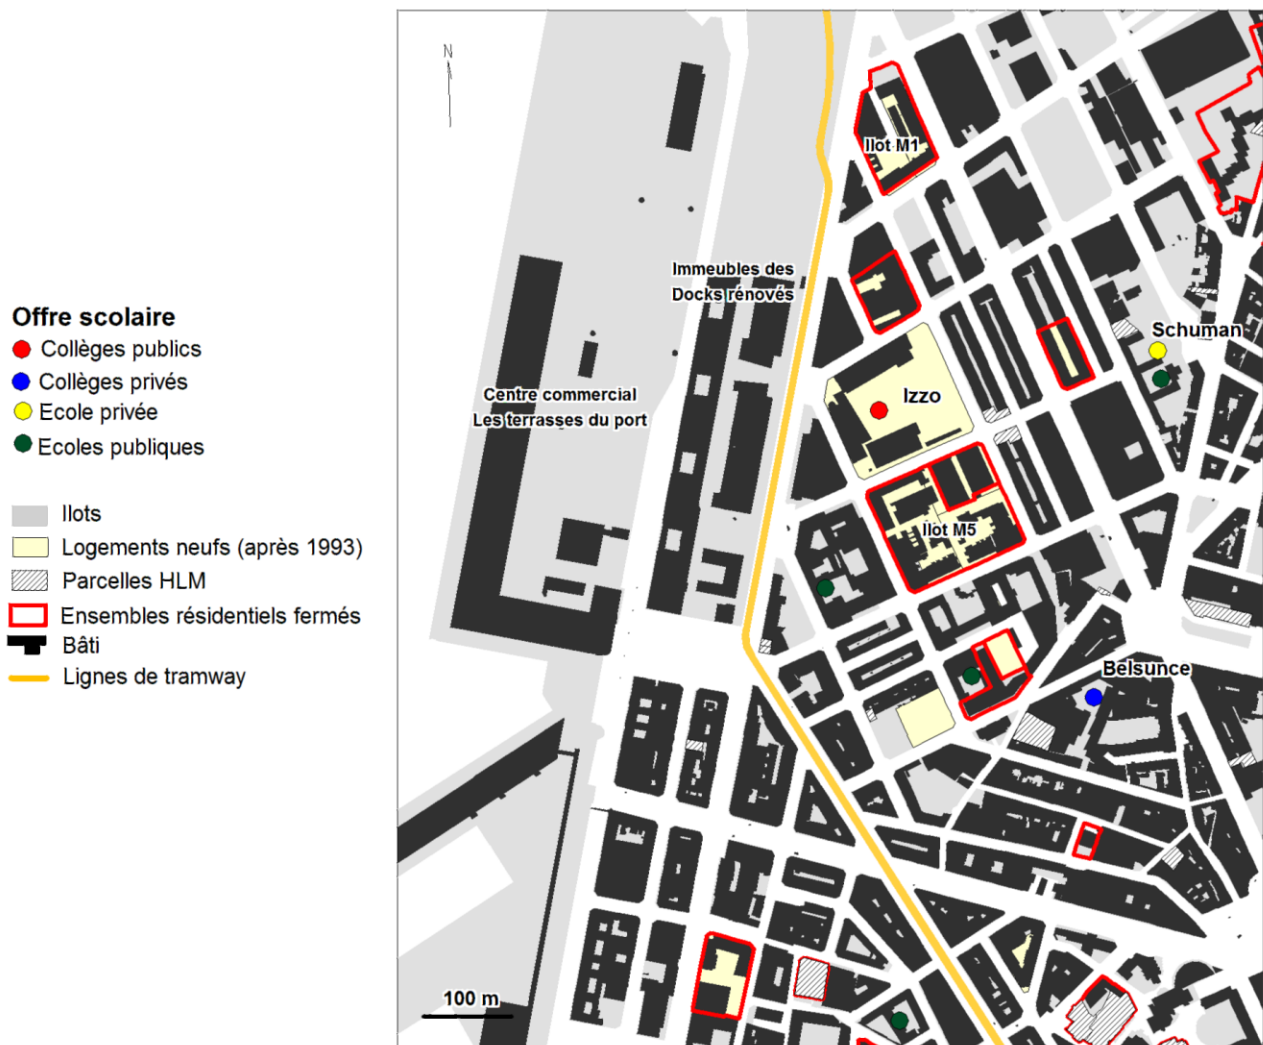 Offre scolaire
Collèges publics
Collèges privés
Ecole privée
Ecoles publiques
Ilots
Logements neufs (après 1993)
Parcelles HLM
Ensembles résidentiels fermés
Bâti
Lignes de tramway
N
Ilot M1
Immeubles des
Docks rénovés
Schuman
Centre commercial
Les terrasses du port
Izzo
Ilot M5
Belsunce
100 m